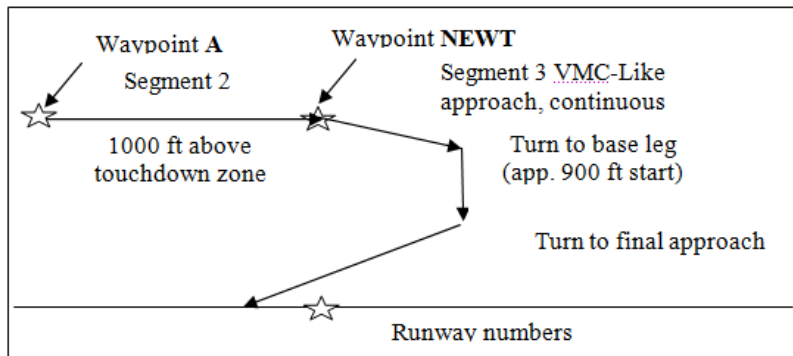 Waypoint A
Segment 2
1000 ft above
touchdown zone
Waypoint NEWT
Segment 3 VMC-Like
approach, continuous
Turn to base leg
(app. 900 ft start)
Turn to final approach
Runway numbers